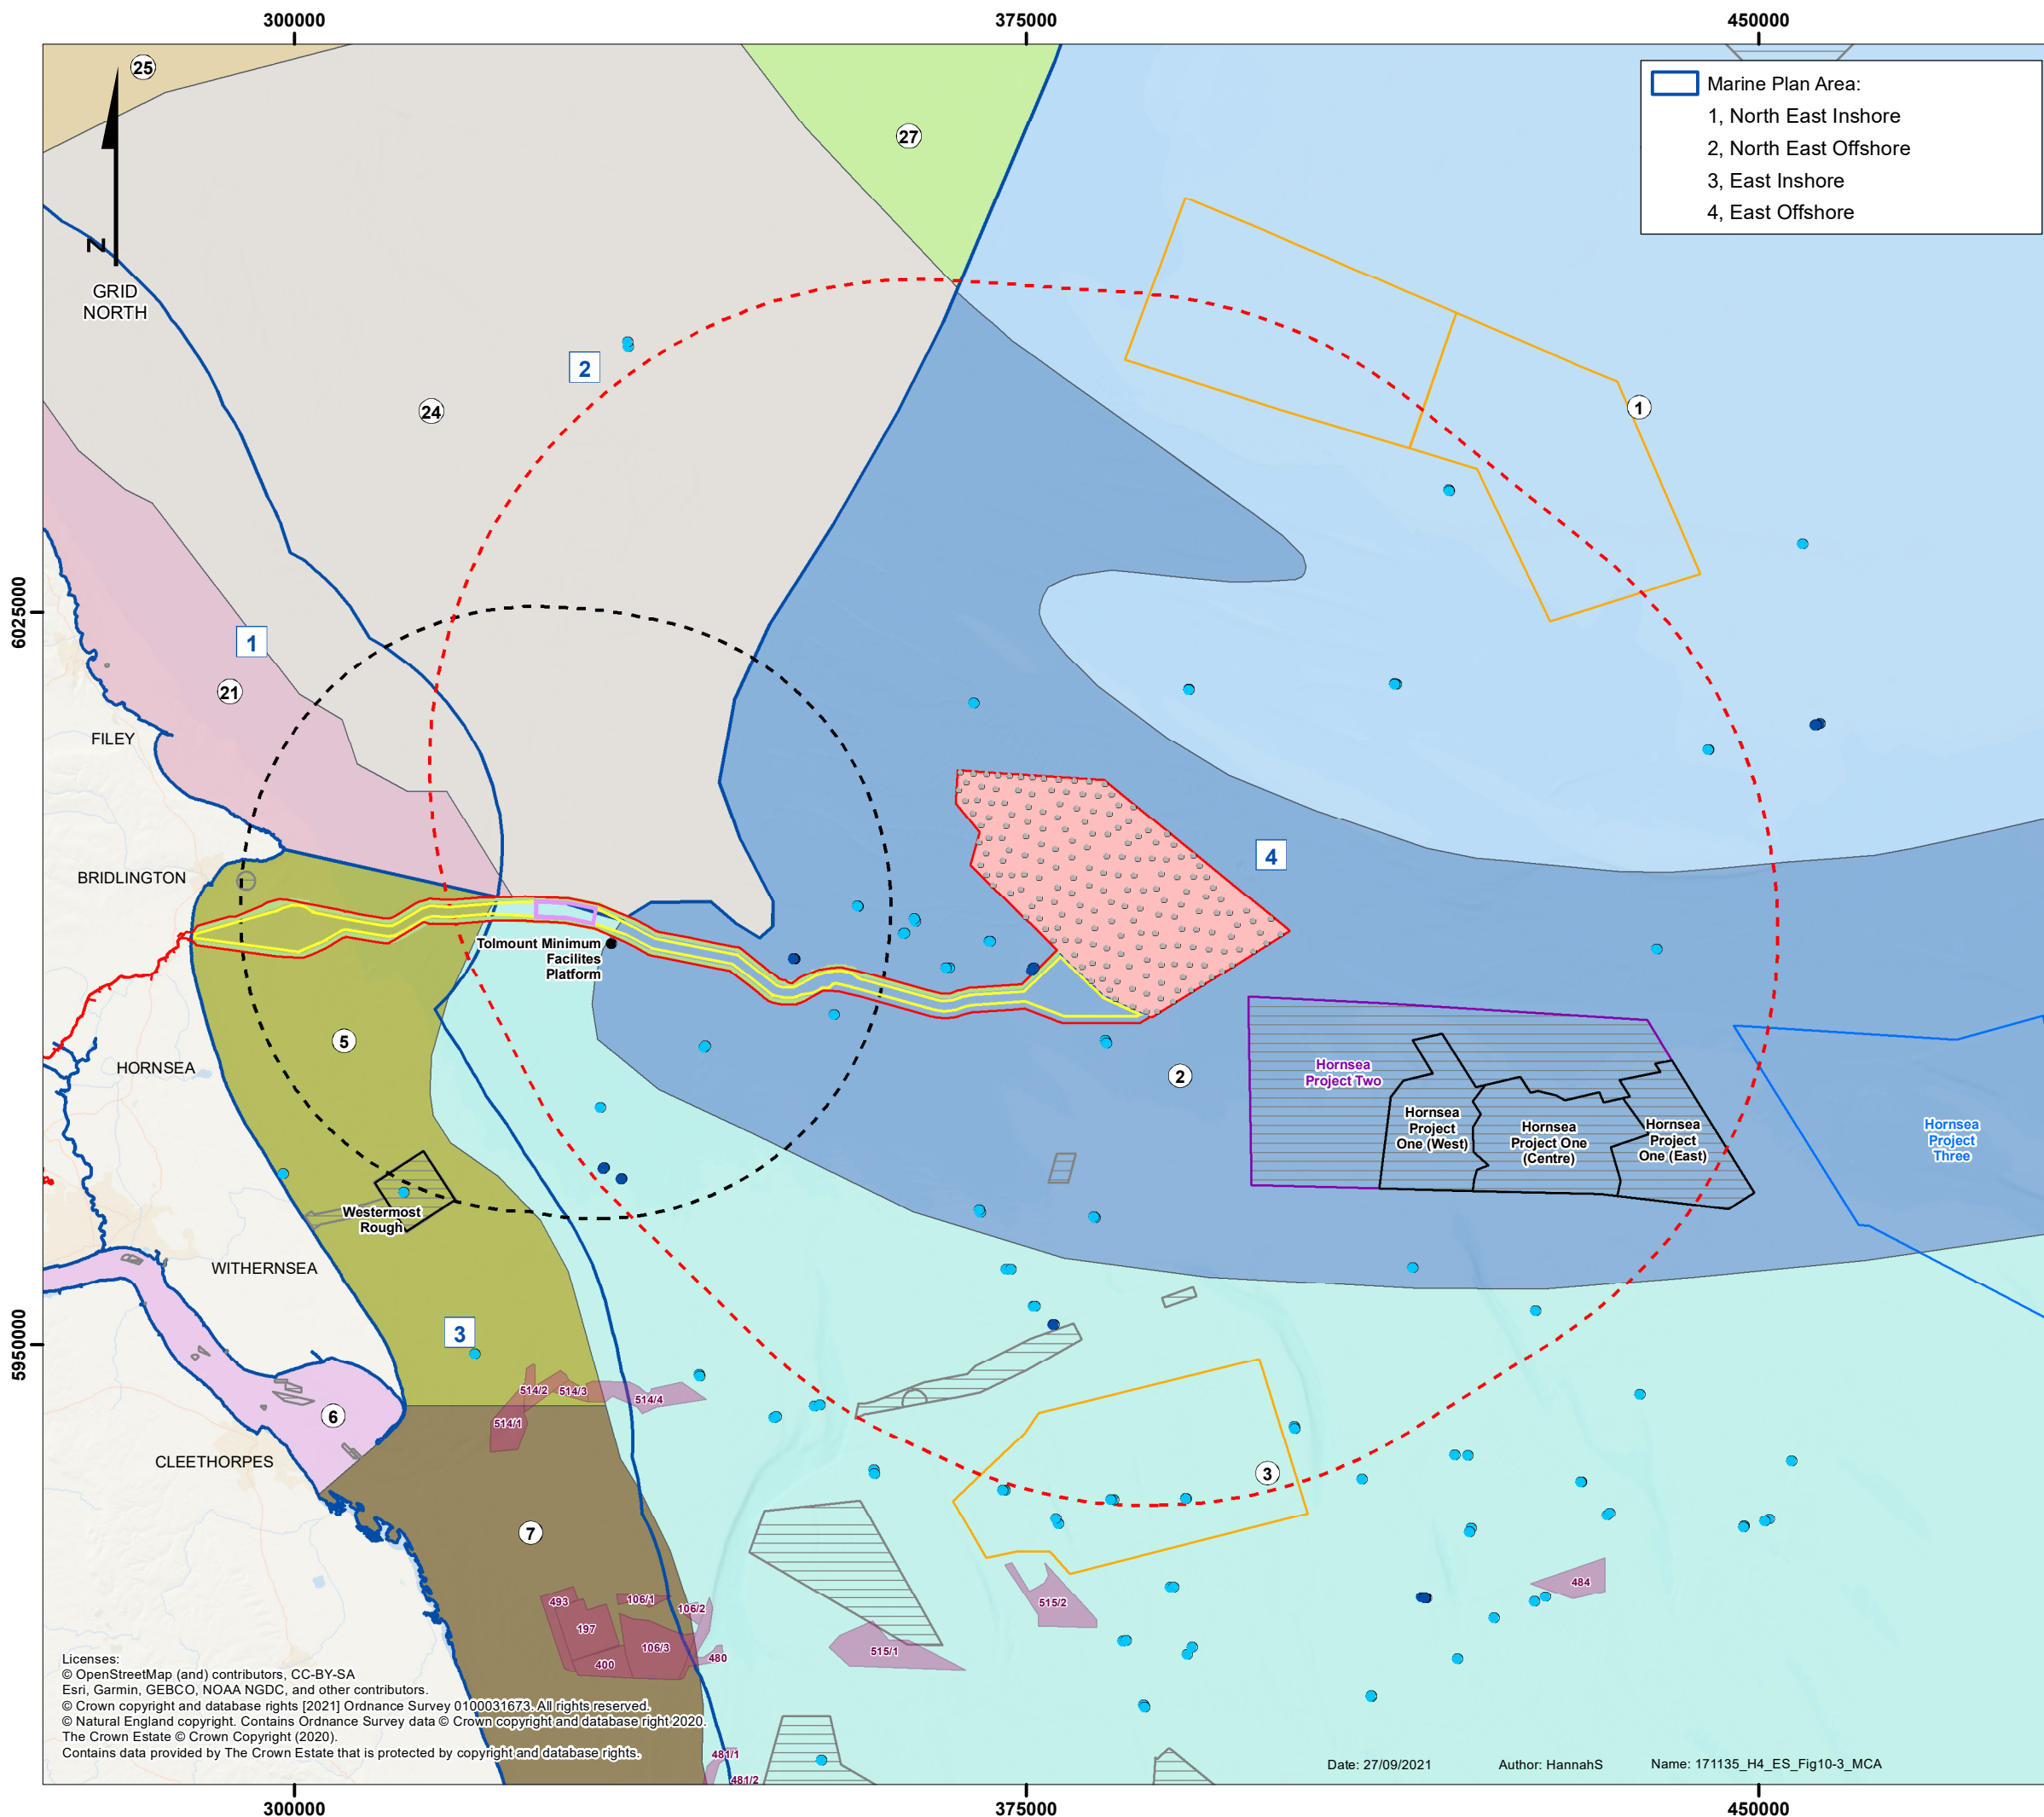 300000
375000
450000
25
27
Marine Plan Area:
1, North East Inshore
2, North East Offshore
3, East Inshore
4, East Offshore
N
GRID
NORTH
2
24
1
6025000
1
21
FILEY
BRIDLINGTON
4
Tolmount Minimum
Facilites
Platform
5
HORNSEA
2
Hornsea
Project Two
Hornsea
Project
One (West)
Hornsea
Project One
(Centre)
Hornsea
Project
One (East)
Hornsea
Project
Three
Westermost
Rough
WITHERNSEA
3
5950000
514/2
514/3
514/4
514/1
6
CLEETHORPES
3
7
493
106/1
106/2
197
106/3
400
480
515/2
515/1
484
Licenses:
© OpenStreetMap (and) contributors, CC-BY-SA
Esri, Garmin, GEBCO, NOAA NGDC, and other contributors.
© Crown copyright and database rights [2021] Ordnance Survey 0100031673. All rights reserved.
© Natural England copyright. Contains Ordnance Survey data © Crown copyright and database right 2020.
The Crown Estate © Crown Copyright (2020).
Contains data provided by The Crown Estate that is protected by copyright and database rights.
481/1
481/2
Date: 27/09/2021
Author: HannahS
Name: 171135_H4_ES_Fig10-3_MCA
300000
375000
450000